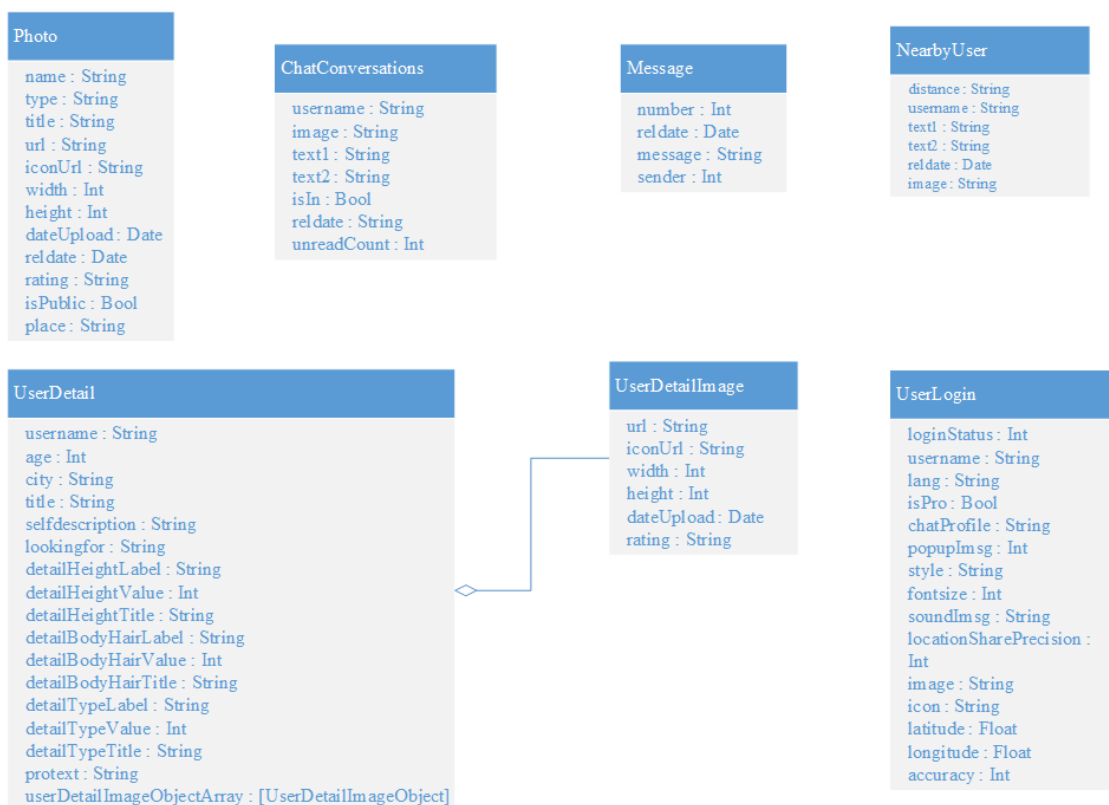 Photo
name : String
type : String
title : String
url : String
iconUrl : String
width : Int
height : Int
dateUpload : Date
reldate : Date
rating : String
isPublic : Bool
place : String
ChatConversations
username : String
image : String
text1 : String
text2 : String
isIn : Bool
reldate : String
unreadCount : Int
Message
number : Int
reldate : Date
message : String
sender : Int
NearbyUser
distance : String
username : String
text1 : String
text2 : String
reldate : Date
image : String
UserDetail
username : String
age : Int
city : String
title : String
selfdescription : String
lookingfor : String
detailHeightLabel : String
detailHeightValue : Int
detailHeightTitle : String
detailBodyHairLabel : String
detailBodyHairValue : Int
detailBodyHairTitle : String
detailTypeLabel : String
detailTypeValue : Int
detailTypeTitle : String
protext : String
userDetailImageObjectArray : [UserDetailImageObject]
UserDetailImage
url : String
iconUrl : String
width : Int
height : Int
dateUpload : Date
rating : String
UserLogin
loginStatus : Int
username : String
lang : String
isPro : Bool
chatProfile : String
popupImsg : Int
style : String
fontsize : Int
soundImsg : String
locationSharePrecision :
Int
image : String
icon : String
latitude : Float
longitude : Float
accuracy : Int